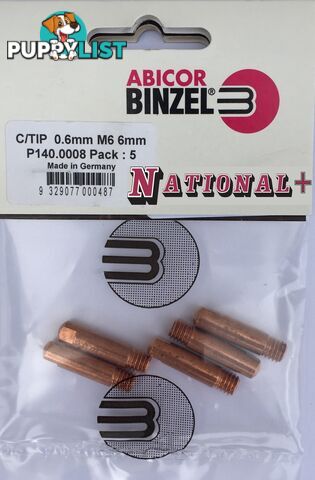 PUPPYLIST
ABICOR
BINZEL®
C/TIP 0.6mm M6 6mm
P140.0008 Pack : 5
Made in Germany
9 329077 000487
NATIONAL+